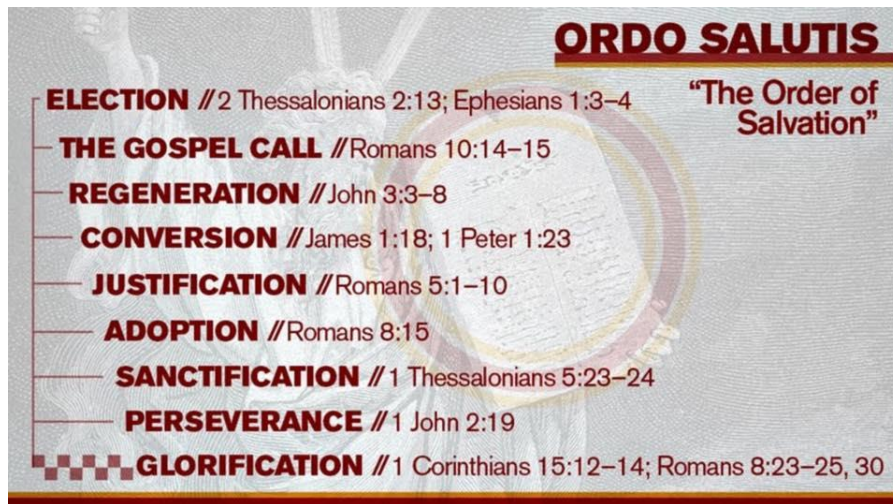 ORDO SALUTIS
“The Order of
Salvation”
ELECTION // 2 Thessalonians 2:13; Ephesians 1:3–4
THE GOSPEL CALL // Romans 10:14–15
REGENERATION // John 3:3–8
CONVERSION // James 1:18; 1 Peter 1:23
JUSTIFICATION // Romans 5:1–10
ADOPTION // Romans 8:15
SANCTIFICATION // 1 Thessalonians 5:23–24
PERSEVERANCE // 1 John 2:19
GLORIFICATION // 1 Corinthians 15:12–14; Romans 8:23–25, 30